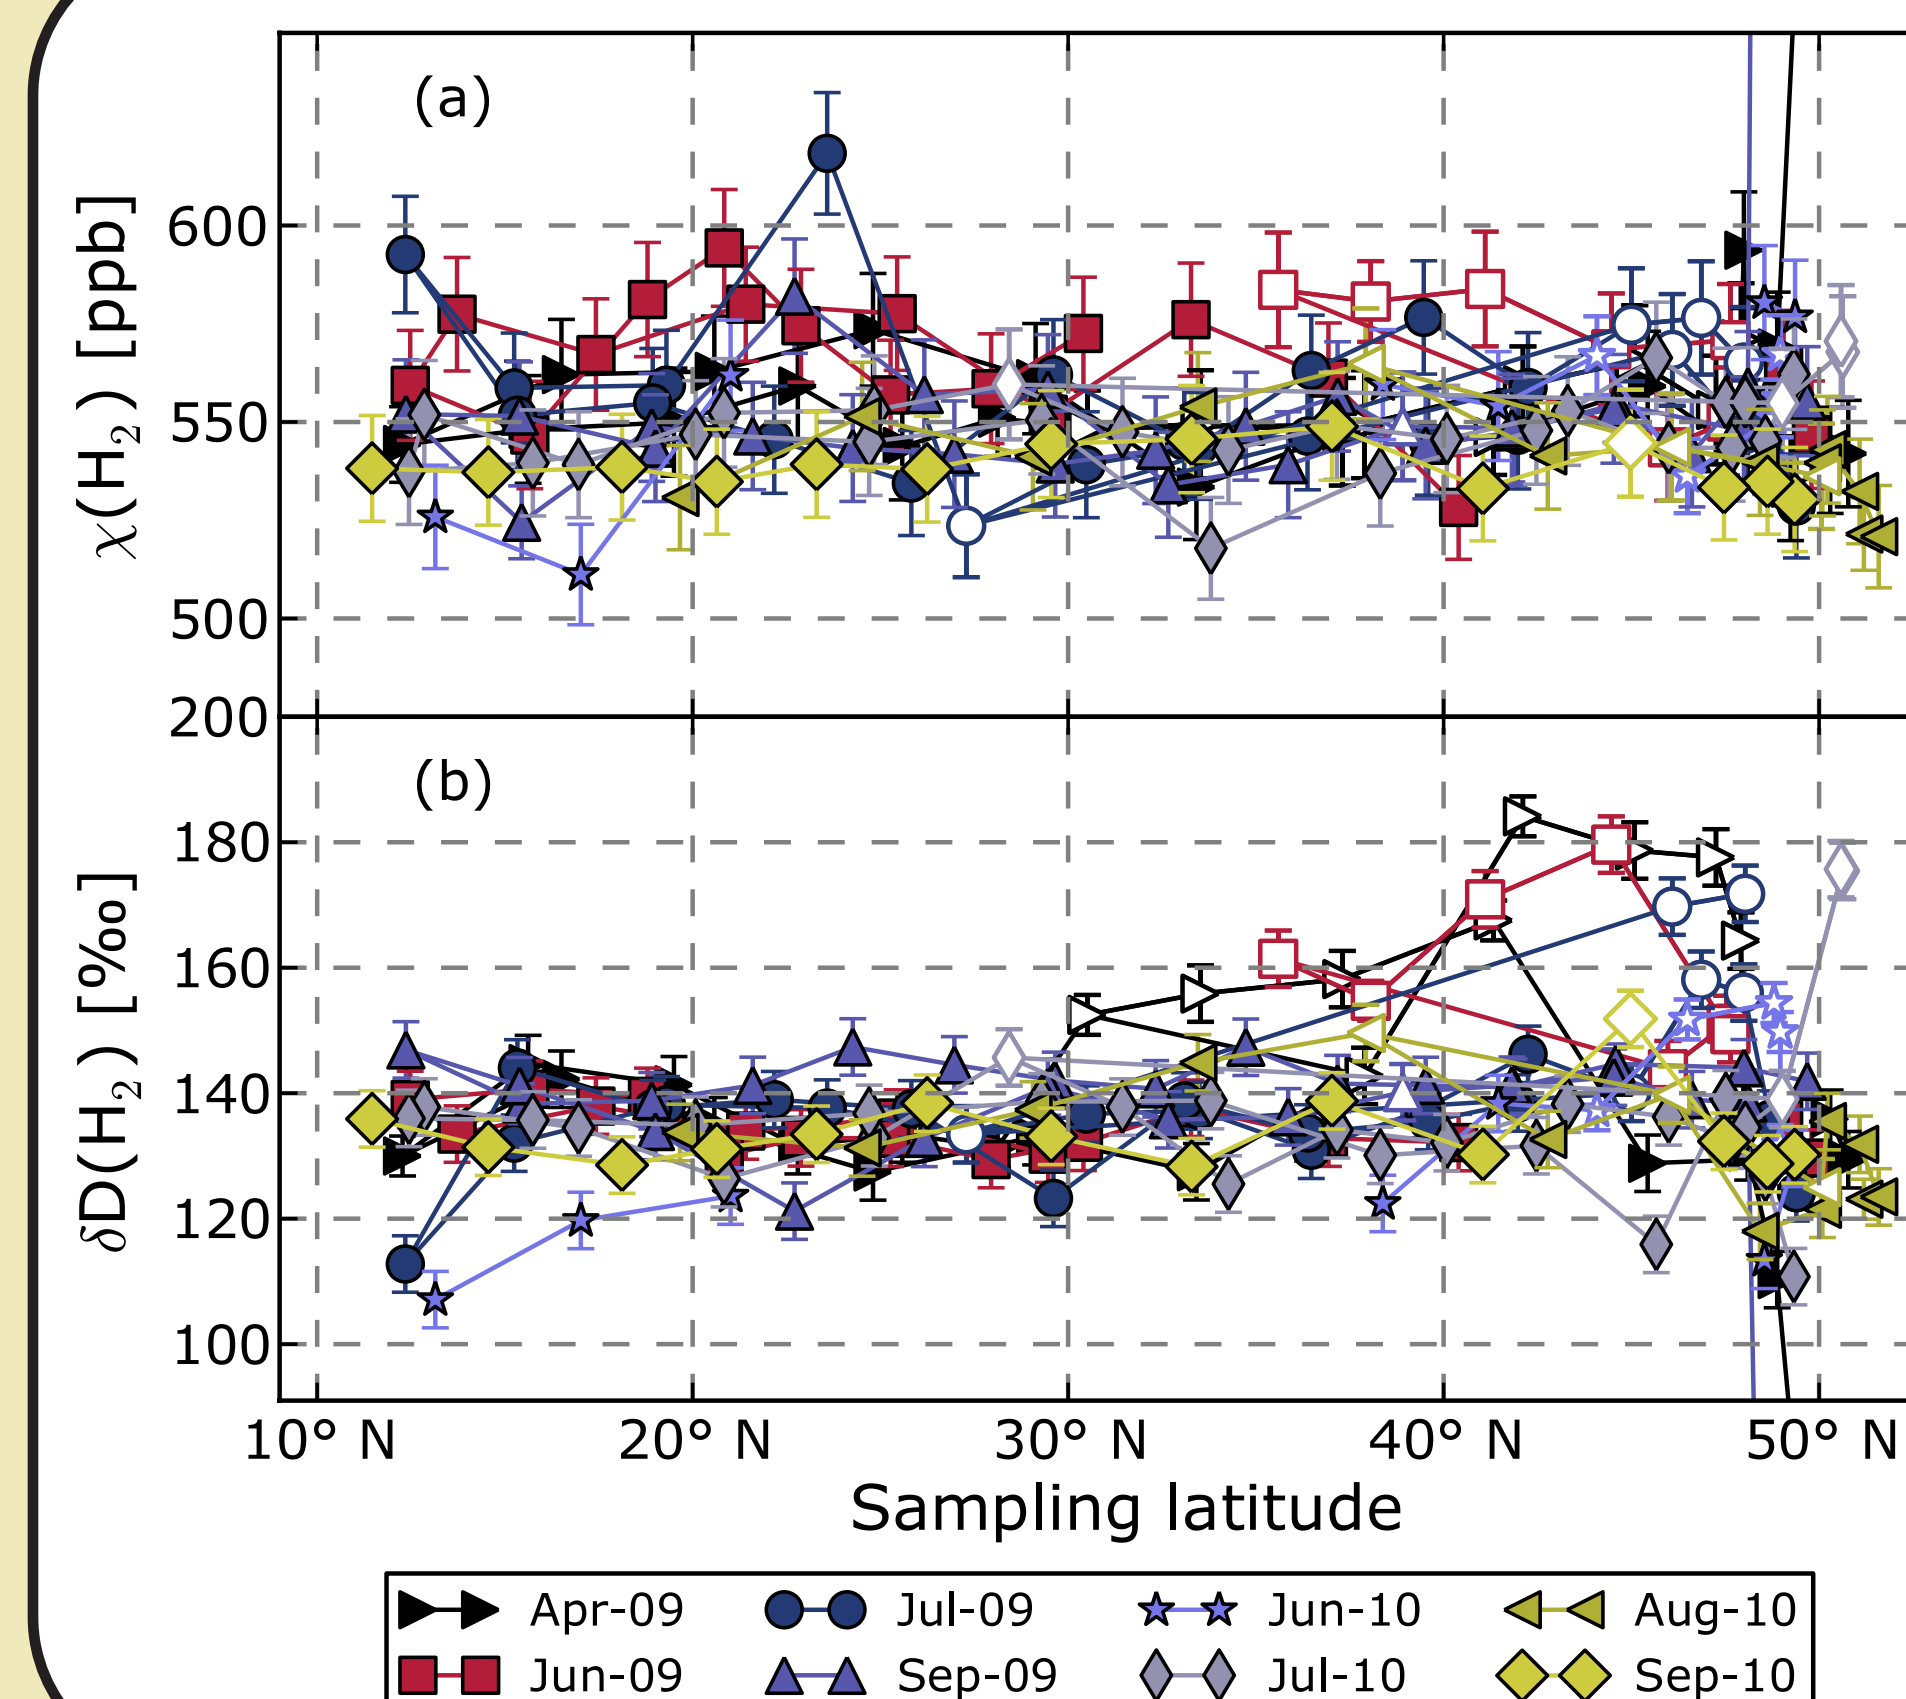 (a)
χ(H₂) [ppb]
600
550
500
200
(b)
δD(H₂) [‰]
180
160
140
120
100
10° N 20° N 30° N 40° N 50° N
Sampling latitude
Apr-09 Jul-09 Jun-10 Aug-10
Jun-09 Sep-09 Jul-10 Sep-10